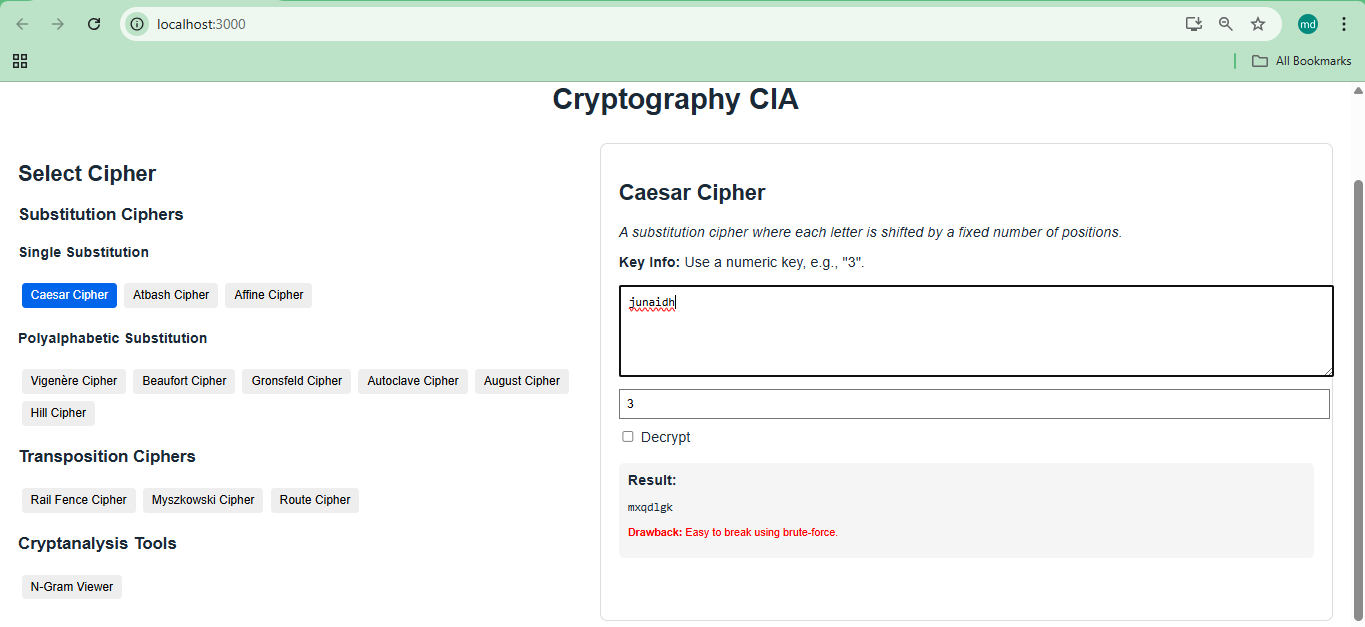 localhost:3000
md
All Bookmarks
Cryptography CIA
Select Cipher
Substitution Ciphers
Single Substitution
Caesar Cipher Atbash Cipher Affine Cipher
Polyalphabetic Substitution
Vigenère Cipher Beaufort Cipher Gronsfeld Cipher Autoclave Cipher August Cipher
Hill Cipher
Transposition Ciphers
Rail Fence Cipher Myszkowski Cipher Route Cipher
Cryptanalysis Tools
N-Gram Viewer
Caesar Cipher
A substitution cipher where each letter is shifted by a fixed number of positions.
Key Info: Use a numeric key, e.g., "3".
junaidh
3
Decrypt
Result:
mxqdlgk
Drawback: Easy to break using brute-force.